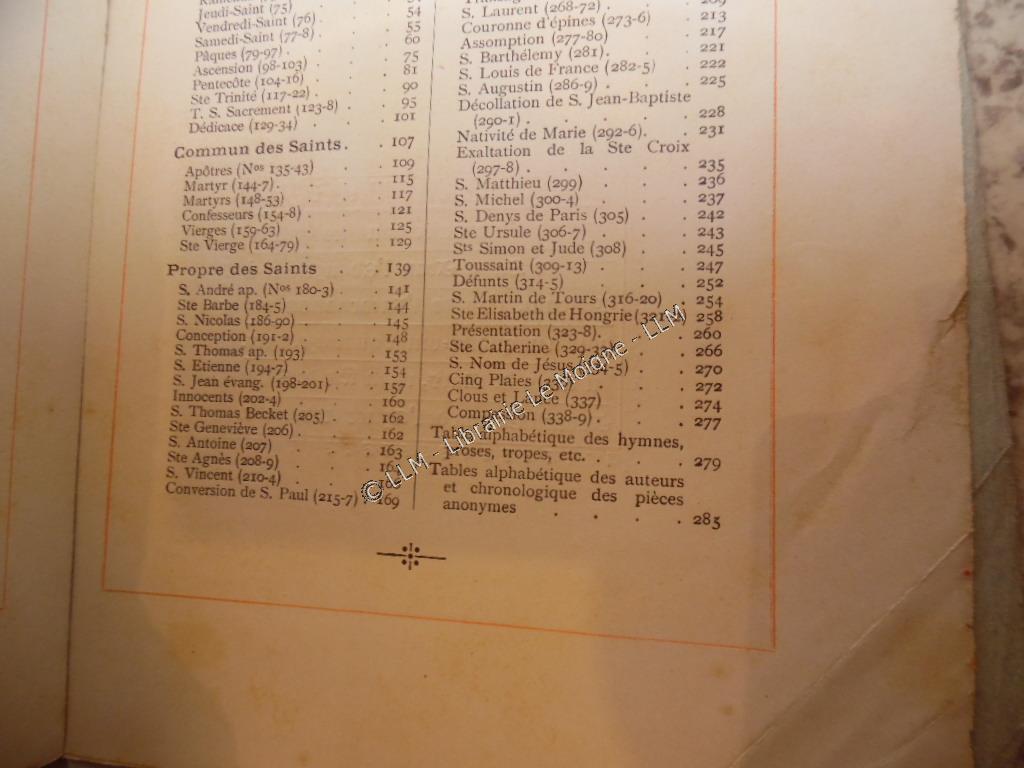 Jeudi-Saint (75) 54
Vendredi-Saint (76) . 55
Samedi-Saint (77-8) . . 60
Pâques (79-97) . . . 75
Ascension (98-103) . . 81
Pentecôte (104-16) . . 90
Ste Trinité (117-22) . . 95
T. S. Sacrement (123-8) . . 101
Dédicace (129-34) . .
Commun des Saints . . 107
Apôtres (Nos 135-43) . . 109
Martyr (144-7) . . . 115
Martyrs (148-53) . . . 117
Confesseurs (154-8) . . . 121
Vierges (159-63) . . . 125
Ste Vierge (164-79) . . . 129
Propre des Saints . . 139
S. André ap. (Nos 180-3) . . 141
Ste Barbe (184-5) . . . 144
S. Nicolas (186-90) . . . 145
Conception (191-2) . . . 148
S. Thomas ap. (193) . . 153
S. Etienne (194-7) . . . 154
S. Jean évang. (198-201) . . 157
Innocents (202-4) . . . 160
S. Thomas Becket (205) . . 162
Ste Geneviève (206) . . . 162
S. Antoine (207) . . . 163
Ste Agnès (208-9) . . .
S. Vincent (210-4) . . .
Conversion de S. Paul (215-7) . 169
S. Laurent (268-72) . . . 209
Couronne d'épines (273-6) . . 213
Assomption (277-80) . . 217
S. Barthélemy (281) . . . 221
S. Louis de France (282-5) . . 222
S. Augustin (286-9) . . . 225
Décollation de S. Jean-Baptiste
(290-1) . . . . . 228
Nativité de Marie (292-6) . . 231
Exaltation de la Ste Croix
(297-8) . . . . . 235
S. Matthieu (299) . . . 236
S. Michel (300-4) . . . 237
S. Denys de Paris (305) . . 242
Ste Ursule (306-7) . . . 243
Sts Simon et Jude (308) . . 245
Toussaint (309-13) . . . 247
Défunts (314-5) . . . 252
S. Martin de Tours (316-20) . . 254
Ste Elisabeth de Hongrie 258
Présentation (323-8) . . . 260
Ste Catherine . . 266
S. Nom de Jésus . . 270
Cinq Plaies . . . 272
Clous et Lance (337) . . 274
Compassion (338-9) . . . 277
Table alphabétique des hymnes,
proses, tropes, etc. . . . 279
Tables alphabétique des auteurs
et chronologique des pièces
anonymes . . . . 285
© LLM - Librairie Le Moigne - LLM